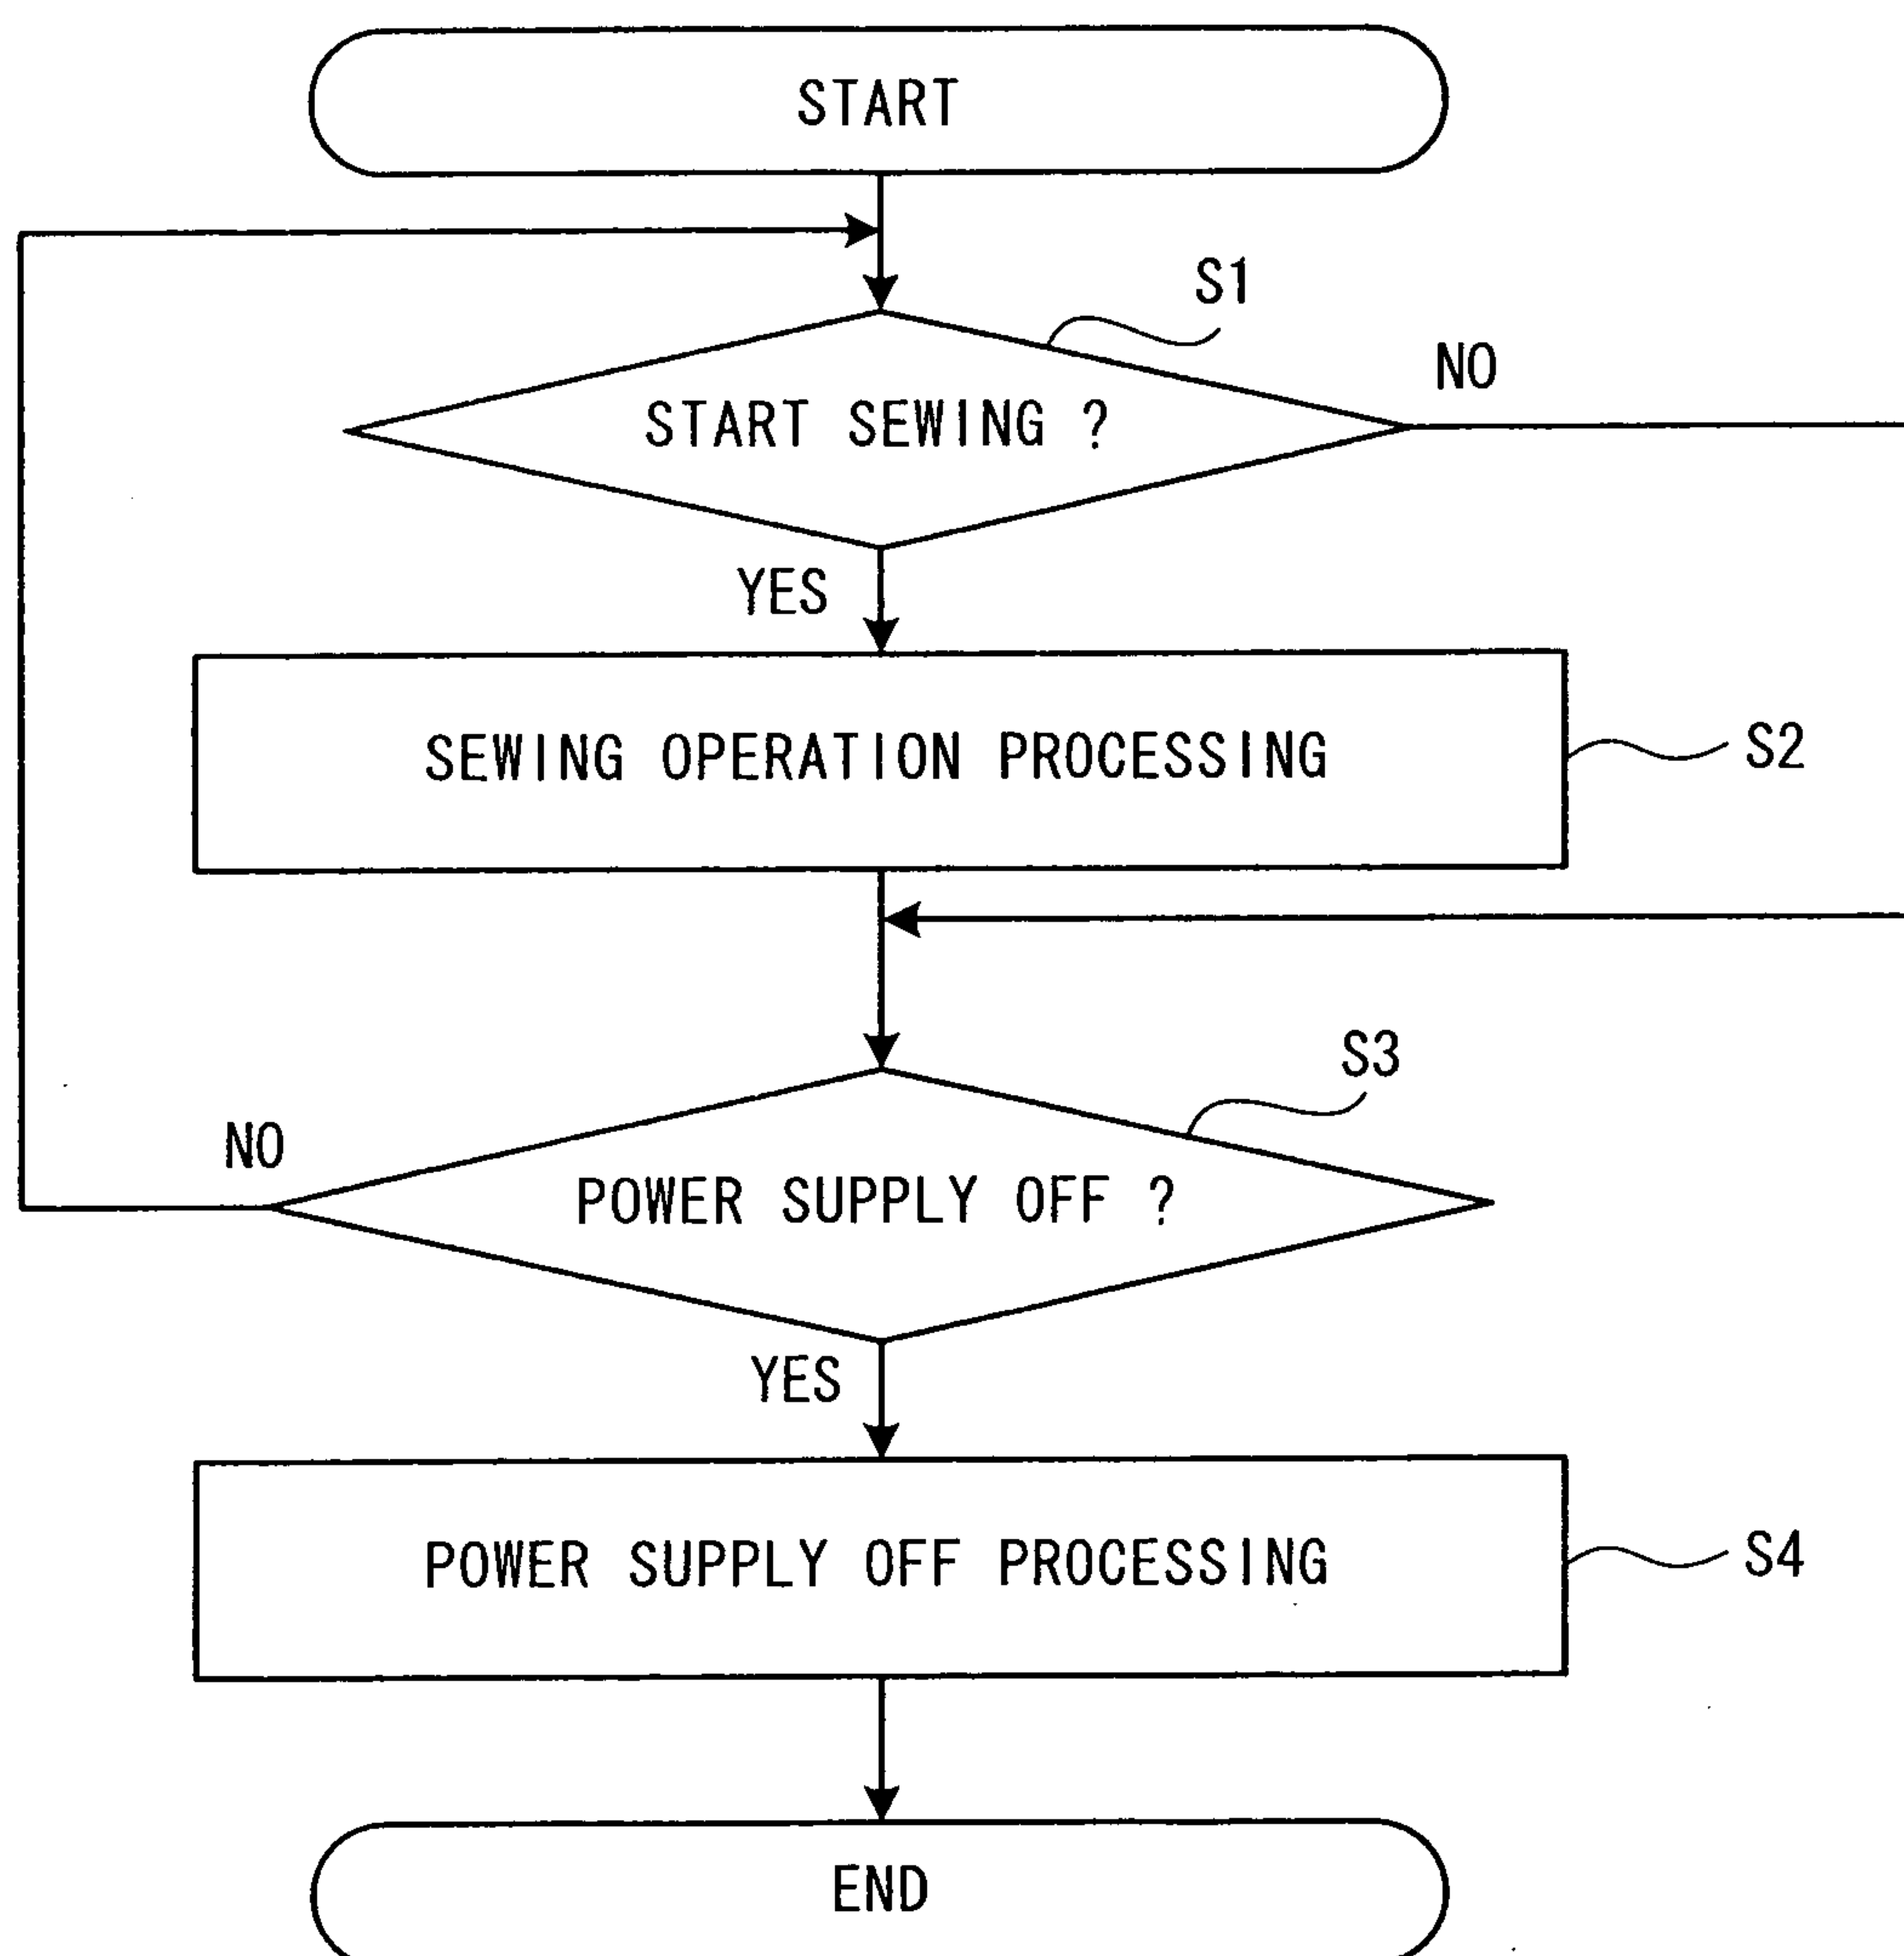 START
S1
NO
START SEWING ?
YES
SEWING OPERATION PROCESSING
S2
S3
NO
POWER SUPPLY OFF ?
YES
POWER SUPPLY OFF PROCESSING
S4
END